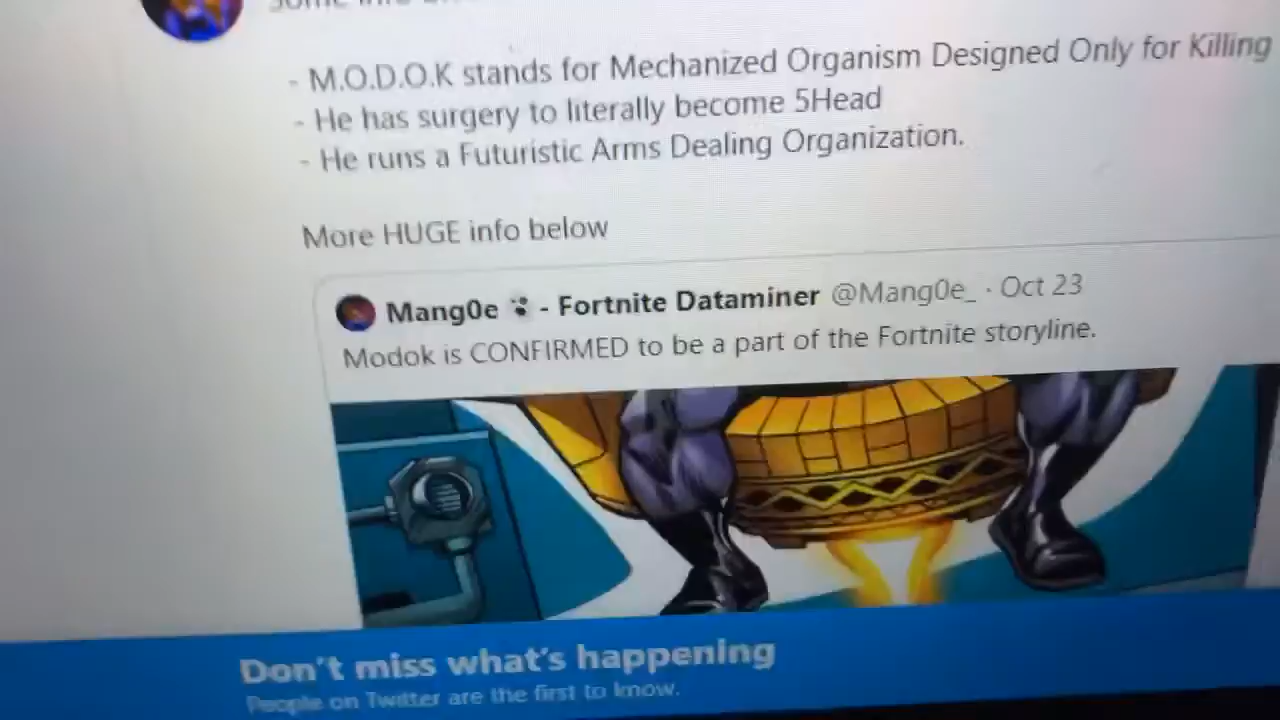 - M.O.D.O.K stands for Mechanized Organism Designed Only for Killing
- He has surgery to literally become 5Head
- He runs a Futuristic Arms Dealing Organization.
More HUGE info below
Mang0e - Fortnite Dataminer @Mang0e_ · Oct 23
Modok is CONFIRMED to be a part of the Fortnite storyline.
Don't miss what's happening
People on Twitter are the first to know.